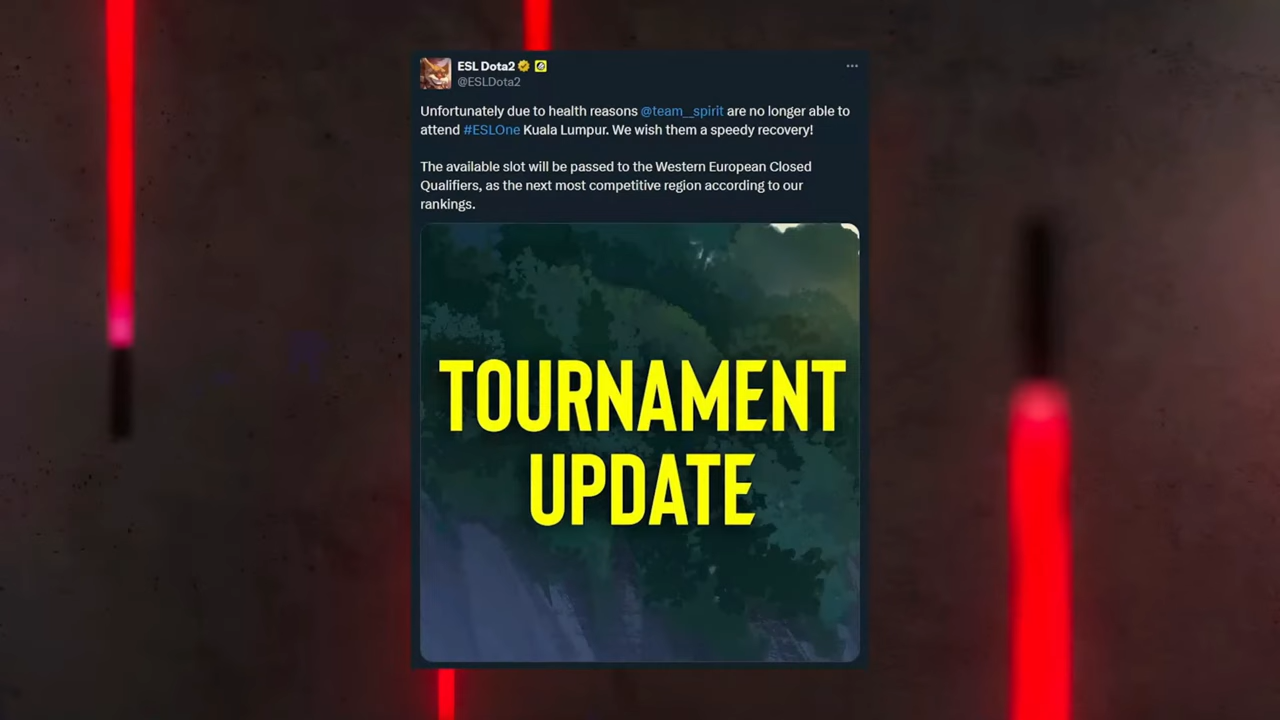 ESL Dota2
@ESLDota2
Unfortunately due to health reasons @team__spirit are no longer able to
attend #ESLOne Kuala Lumpur. We wish them a speedy recovery!
The available slot will be passed to the Western European Closed
Qualifiers, as the next most competitive region according to our
rankings.
TOURNAMENT
UPDATE